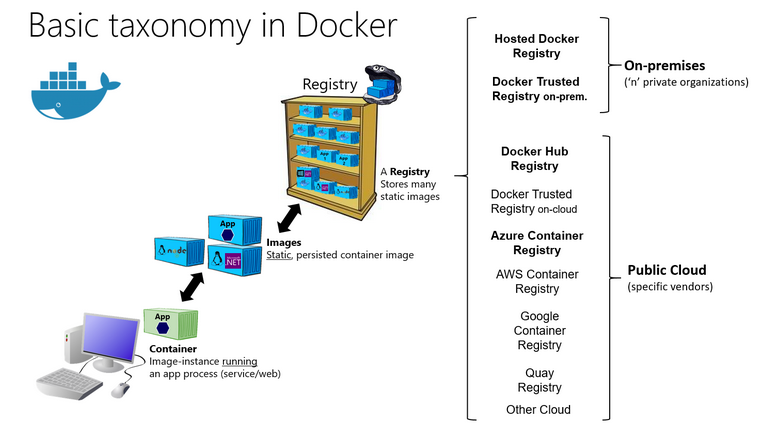 Basic taxonomy in Docker
Registry
A Registry
Stores many
static images
App
node
.NET
Images
Static, persisted container image
App
Container
Image-instance running
an app process (service/web)
Hosted Docker
Registry
Docker Trusted
Registry on-prem.
On-premises
('n' private organizations)
Docker Hub
Registry
Docker Trusted
Registry on-cloud
Azure Container
Registry
AWS Container
Registry
Google
Container
Registry
Quay
Registry
Other Cloud
Public Cloud
(specific vendors)